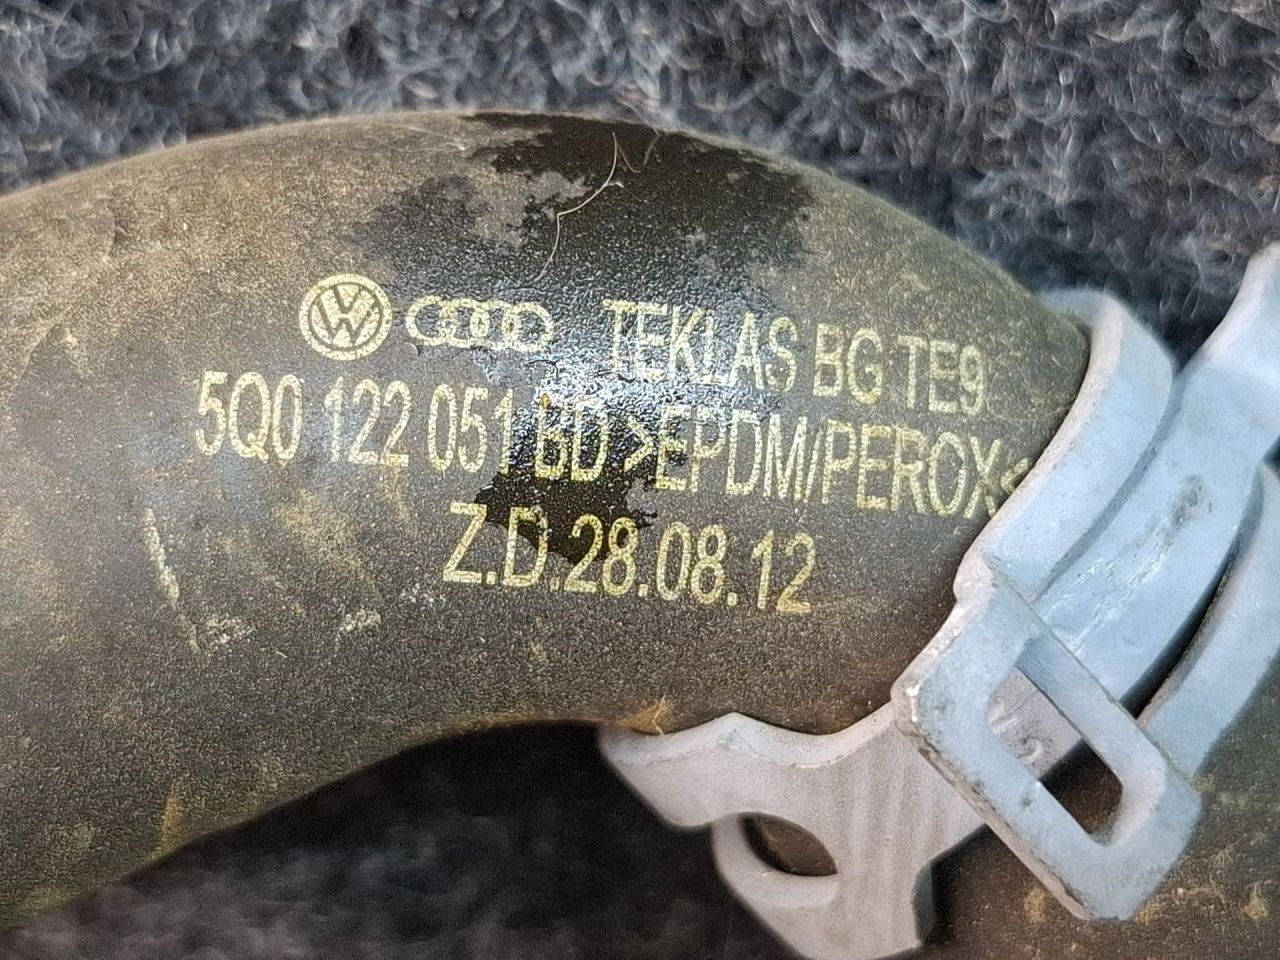 TEKLAS BG TE9
5Q0 122 051 BD >EPDM/PEROX<
Z.D.28.08.12